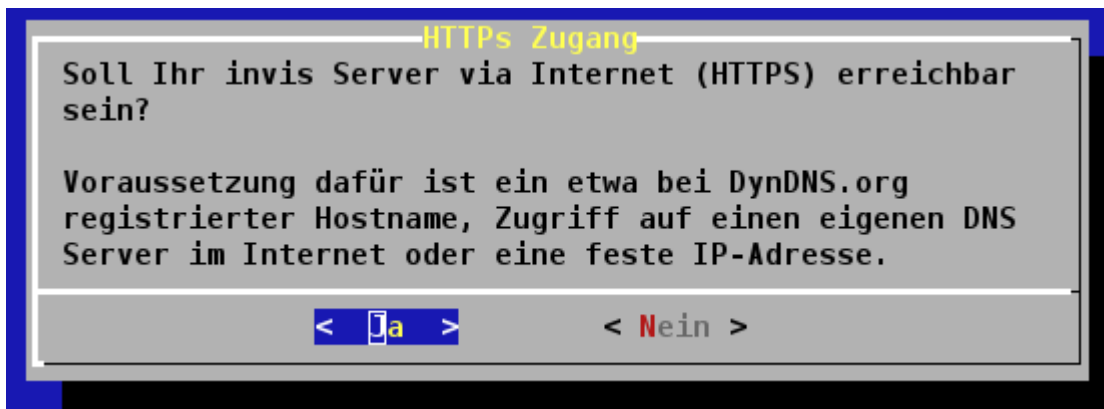 HTTPs Zugang
Soll Ihr invis Server via Internet (HTTPS) erreichbar
sein?
Voraussetzung dafür ist ein etwa bei DynDNS.org
registrierter Hostname, Zugriff auf einen eigenen DNS
Server im Internet oder eine feste IP-Adresse.
< Ja > < Nein >